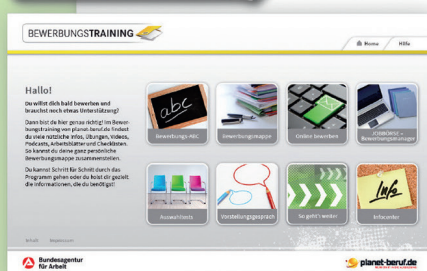 BEWERBUNGSTRAINING
Home
Hilfe
Hallo!
Du willst dich bald bewerben und
brauchst noch etwas Unterstützung?
Dann bist du hier genau richtig! Im Bewer-
bungstraining von planet-beruf.de findest
du viele nützliche Infos, Übungen, Videos,
Podcasts, Arbeitsblätter und Checklisten.
So kannst du deine ganz persönliche
Bewerbungsmappe zusammenstellen.
Du kannst Schritt für Schritt durch das
Programm gehen oder du holst dir gezielt
die Informationen, die du benötigst!
abc
Bewerbungs-ABC
Bewerbungsmappe
Online bewerben
JOBBÖRSE –
Bewerbungsmanager
Auswahltests
Vorstellungsgespräch
So geht's weiter
Info
Infocenter
Inhalt
Impressum
Bundesagentur
für Arbeit
planet-beruf.de